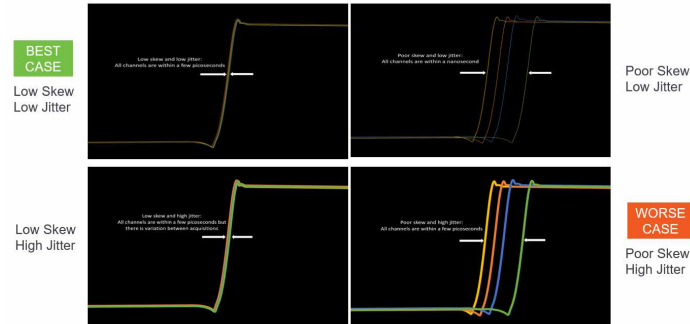 BEST
CASE
Low Skew
Low Jitter
Low skew and low jitter:
All channels are within a few picoseconds
Poor skew and low jitter:
All channels are within a nanosecond
Poor Skew
Low Jitter
Low Skew
High Jitter
Low skew and high jitter:
All channels are within a few picoseconds but
there is variation between acquisitions
Poor skew and high jitter:
All channels are within a few picoseconds
WORSE
CASE
Poor Skew
High Jitter